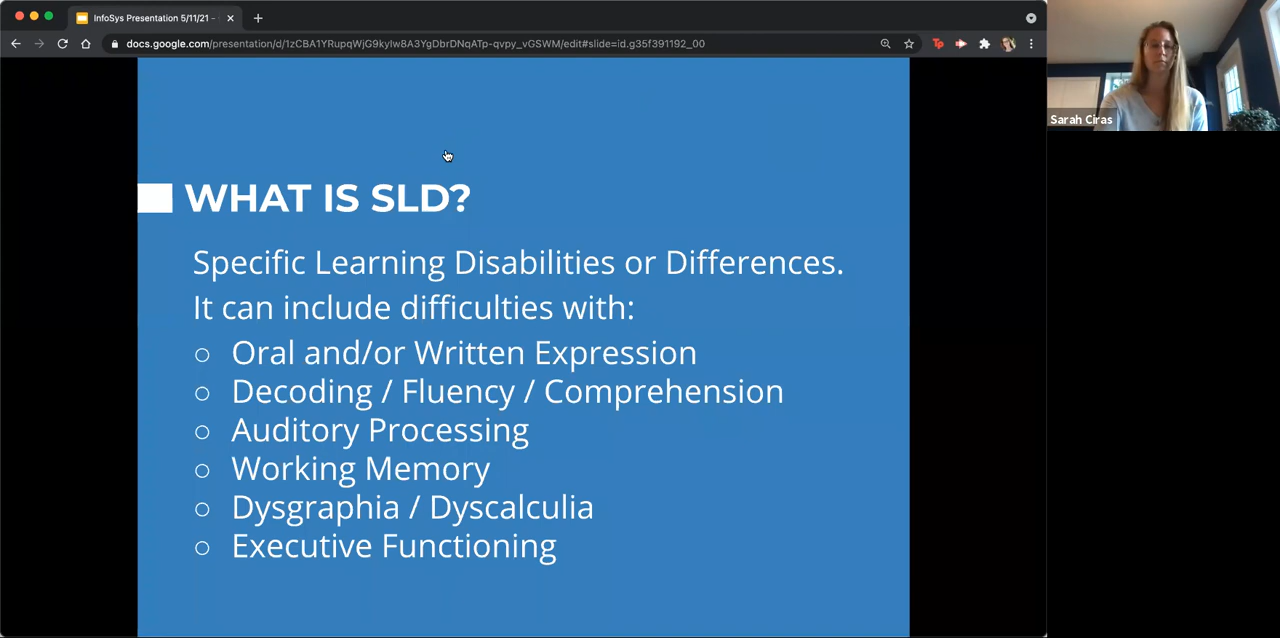 InfoSys Presentation 5/11/21 -
docs.google.com/presentation/d/1zCBA1YRupqWjG9kyIw8A3YgDbrDNqATp-qvpy_vGSWM/edit#slide=id.g35f391192_00
Sarah Ciras
WHAT IS SLD?
Specific Learning Disabilities or Differences.
It can include difficulties with:
○ Oral and/or Written Expression
○ Decoding / Fluency / Comprehension
○ Auditory Processing
○ Working Memory
○ Dysgraphia / Dyscalculia
○ Executive Functioning